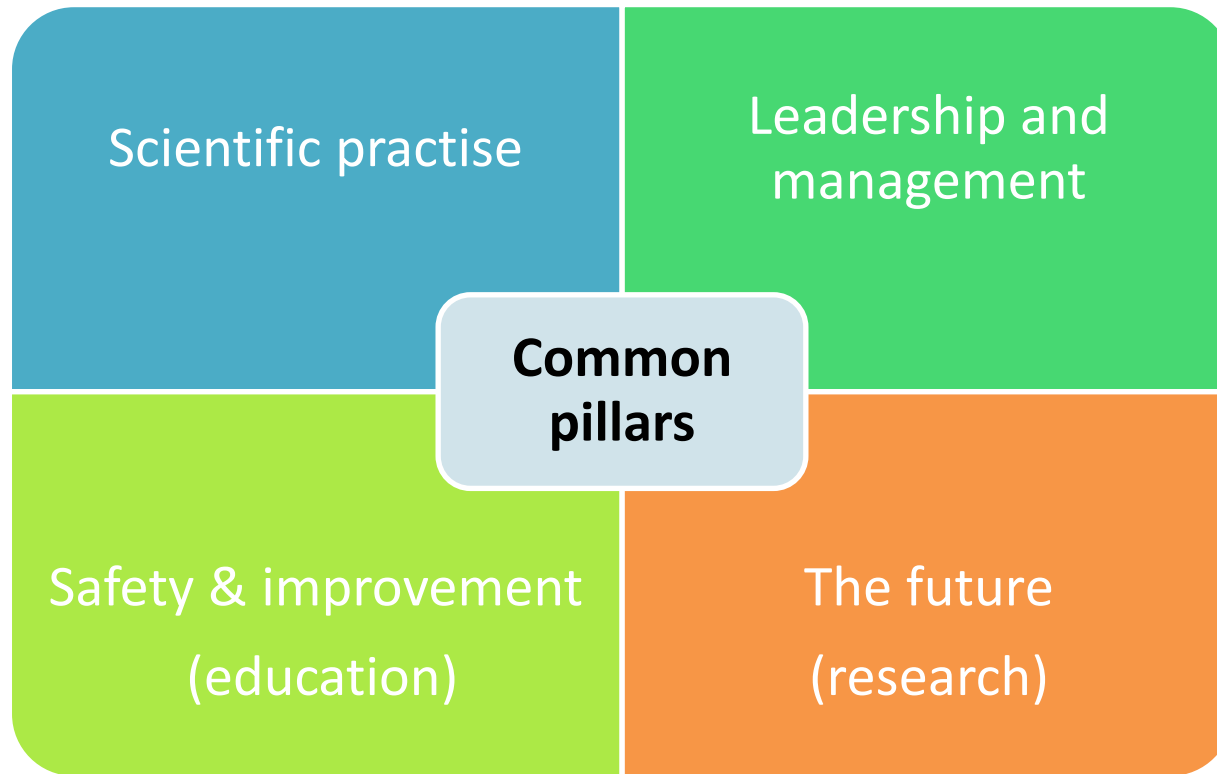 Scientific practise
Leadership and
management
Common
pillars
Safety & improvement
(education)
The future
(research)